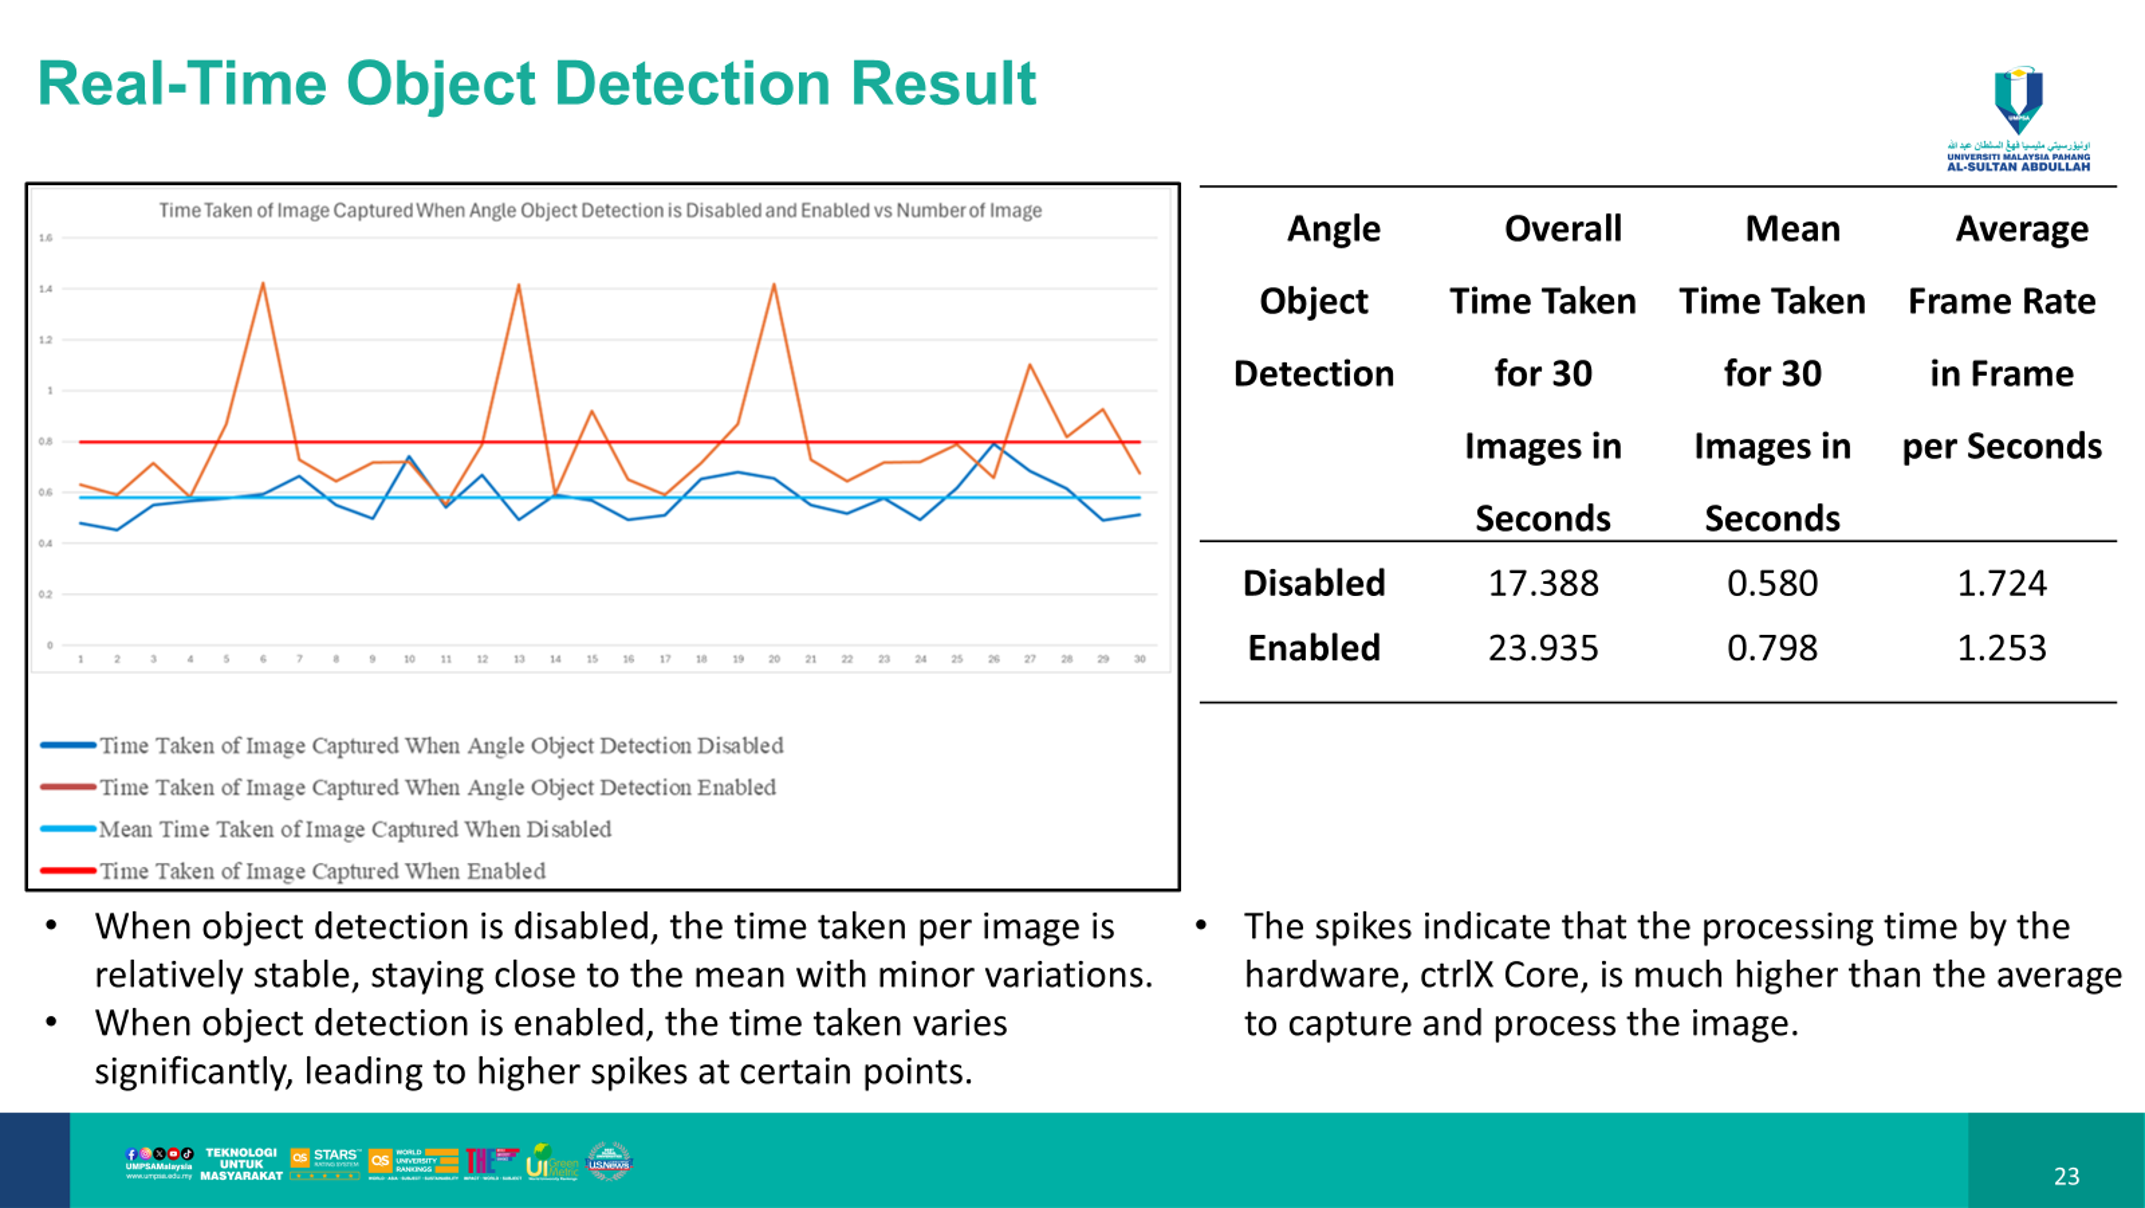 Real-Time Object Detection Result
UMPSA
اونيۏرسيتي مليسيا ڤهڠ السلطان عبد الله
UNIVERSITI MALAYSIA PAHANG
AL-SULTAN ABDULLAH
Time Taken of Image Captured When Angle Object Detection is Disabled and Enabled vs Number of Image
1.6
1.4
1.2
1
0.8
0.6
0.4
0.2
0
1 2 3 4 5 6 7 8 9 10 11 12 13 14 15 16 17 18 19 20 21 22 23 24 25 26 27 28 29 30
Time Taken of Image Captured When Angle Object Detection Disabled
Time Taken of Image Captured When Angle Object Detection Enabled
Mean Time Taken of Image Captured When Disabled
Time Taken of Image Captured When Enabled
Angle Overall Mean Average
Object Time Taken Time Taken Frame Rate
Detection for 30 for 30 in Frame
Images in Images in per Seconds
Seconds Seconds
Disabled 17.388 0.580 1.724
Enabled 23.935 0.798 1.253
• When object detection is disabled, the time taken per image is
relatively stable, staying close to the mean with minor variations.
• When object detection is enabled, the time taken varies
significantly, leading to higher spikes at certain points.
• The spikes indicate that the processing time by the
hardware, ctrlX Core, is much higher than the average
to capture and process the image.
UMPSAMalaysia
www.umpsa.edu.my
TEKNOLOGI
UNTUK
MASYARAKAT
QS STARS
RATING SYSTEM
QS WORLD
UNIVERSITY
RANKINGS
THE
UI Green
Metric
U.S.News
23